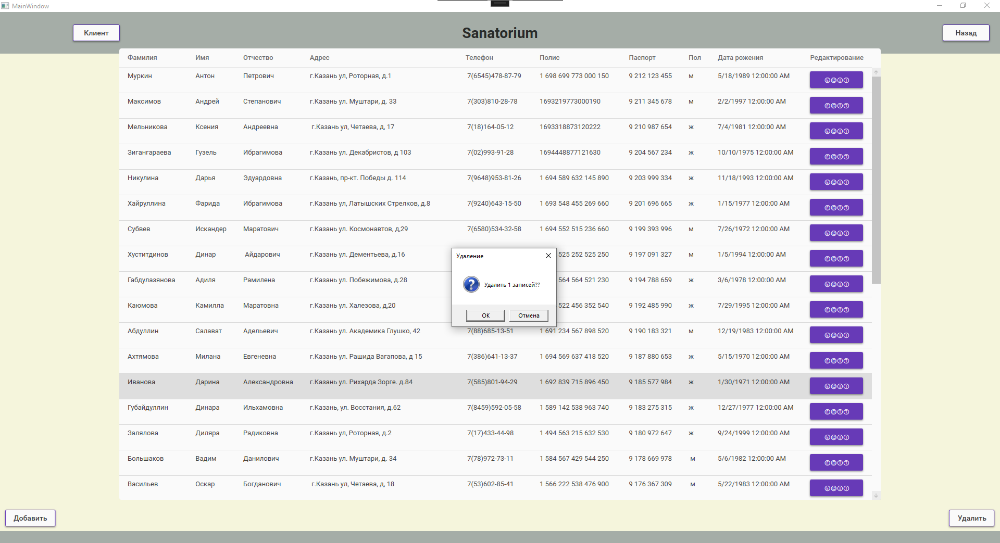 MainWindow
Клиент
Sanatorium
Назад
Фамилия Имя Отчество Адрес Телефон Полис Паспорт Пол Дата рожения Редактирование
Муркин Антон Петрович г.Казань ул, Роторная, д.1 7(6545)478-87-79 1 698 699 773 000 150 9 212 123 455 м 5/18/1989 12:00:00 AM ⒺⒹⒾⓉ
Максимов Андрей Степанович г.Казань ул. Муштари, д. 33 7(303)810-28-78 1693219773000190 9 211 345 678 м 2/2/1997 12:00:00 AM ⒺⒹⒾⓉ
Мельникова Ксения Андреевна г.Казань ул, Четаева, д, 17 7(18)164-05-12 1693318873120222 9 210 987 654 ж 7/4/1981 12:00:00 AM ⒺⒹⒾⓉ
Зигангараева Гузель Ибрагимова г.Казань ул. Декабристов, д 103 7(02)993-91-28 1694448877121630 9 204 567 234 ж 10/10/1975 12:00:00 AM ⒺⒹⒾⓉ
Никулина Дарья Эдуардовна г.Казань, пр-кт. Победы д. 114 7(9648)953-81-26 1 694 589 632 145 890 9 203 999 334 ж 11/18/1993 12:00:00 AM ⒺⒹⒾⓉ
Хайруллина Фарида Ибрагимова г.Казань ул, Латышских Стрелков, д.8 7(9240)643-15-50 1 693 548 455 269 660 9 201 696 665 ж 1/15/1977 12:00:00 AM ⒺⒹⒾⓉ
Субвев Искандер Маратович г.Казань ул. Космонавтов, д,29 7(6580)534-32-58 1 694 552 515 236 660 9 199 393 996 м 7/26/1972 12:00:00 AM ⒺⒹⒾⓉ
Хуститдинов Динар Айдарович г.Казань ул. Дементьева, д.16 525 252 525 250 9 197 091 327 м 1/5/1994 12:00:00 AM ⒺⒹⒾⓉ
Габдулазянова Адиля Рамилена г.Казань ул. Побежимова, д.28 564 564 521 230 9 194 788 659 ж 3/6/1978 12:00:00 AM ⒺⒹⒾⓉ
Каюмова Камилла Маратовна г.Казань ул. Халезова, д,20 522 456 352 540 9 192 485 990 ж 7/29/1995 12:00:00 AM ⒺⒹⒾⓉ
Абдуллин Салават Адельевич г.Казань ул. Академика Глушко, 42 7(88)685-13-51 1 691 234 567 898 520 9 190 183 321 м 12/19/1983 12:00:00 AM ⒺⒹⒾⓉ
Ахтямова Милана Евгеневна г.Казань ул. Рашида Вагапова, д 15 7(386)641-13-37 1 694 569 637 418 520 9 187 880 653 ж 5/15/1970 12:00:00 AM ⒺⒹⒾⓉ
Иванова Дарина Александровна г.Казань ул. Рихарда Зорге. д.84 7(585)801-94-29 1 692 839 715 896 450 9 185 577 984 ж 1/30/1971 12:00:00 AM ⒺⒹⒾⓉ
Губайдуллин Динара Ильхамовна г.Казань, ул. Восстания, д.62 7(8459)592-05-58 1 589 142 538 963 740 9 183 275 315 ж 12/27/1977 12:00:00 AM ⒺⒹⒾⓉ
Залялова Диляра Радиковна г.Казань ул, Роторная, д.2 7(17)433-44-98 1 494 563 215 632 530 9 180 972 647 ж 9/24/1999 12:00:00 AM ⒺⒹⒾⓉ
Большаков Вадим Данилович г.Казань ул. Муштари, д. 34 7(78)972-73-11 1 584 567 429 544 250 9 178 669 978 м 5/6/1982 12:00:00 AM ⒺⒹⒾⓉ
Васильев Оскар Богданович г.Казань ул, Четаева, д, 18 7(53)602-85-41 1 566 222 538 476 900 9 176 367 309 м 5/22/1983 12:00:00 AM ⒺⒹⒾⓉ
Удаление
Удалить 1 записей??
ОК Отмена
Добавить
Удалить